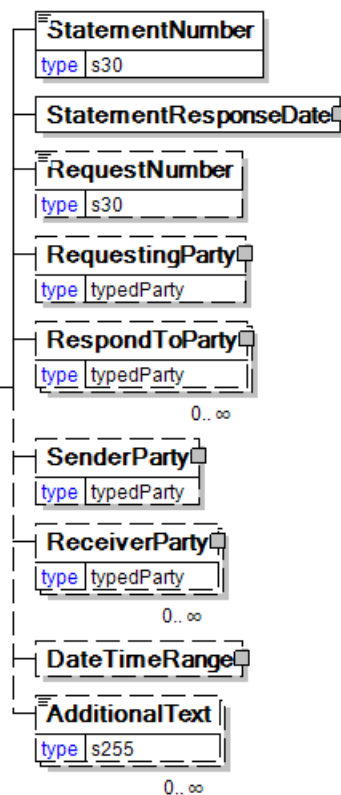 StatementNumber
type s30
StatementResponseDate
RequestNumber
type s30
RequestingParty
type typedParty
RespondToParty
type typedParty
0.. ∞
SenderParty
type typedParty
ReceiverParty
type typedParty
0.. ∞
DateTimeRange
AdditionalText
type s255
0.. ∞